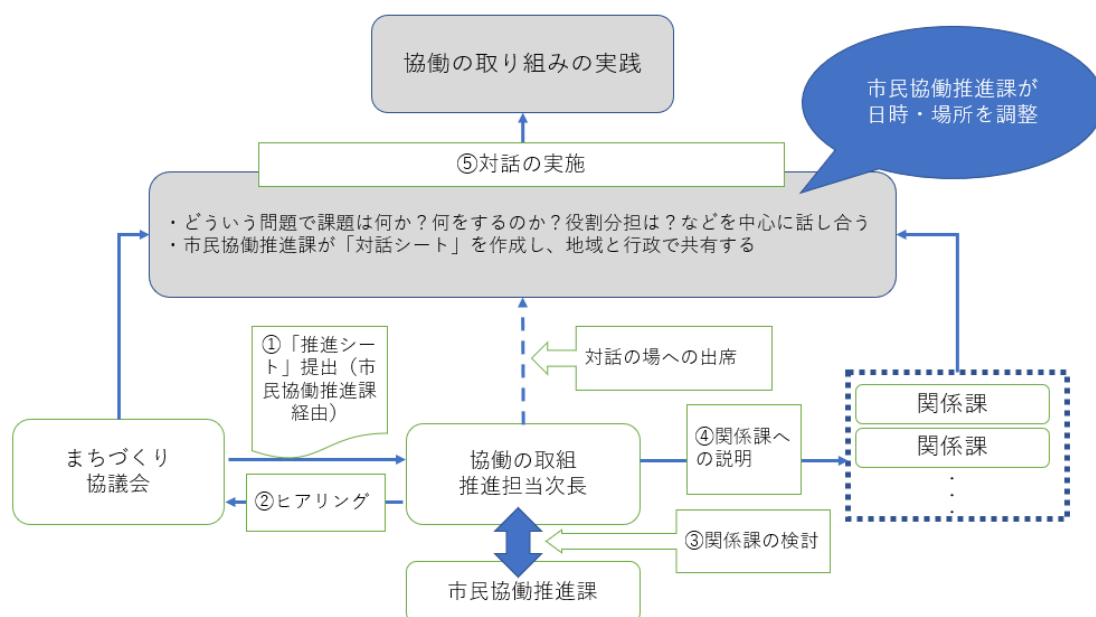 協働の取り組みの実践
市民協働推進課が
日時・場所を調整
⑤対話の実施
・どういう問題で課題は何か？何をするのか？役割分担は？などを中心に話し合う
・市民協働推進課が「対話シート」を作成し、地域と行政で共有する
①「推進シー
ト」提出（市
民協働推進課
経由）
対話の場への出席
関係課
関係課
・
・
・
まちづくり
協議会
協働の取組
推進担当次長
④関係課へ
の説明
②ヒアリング
③関係課の検討
市民協働推進課